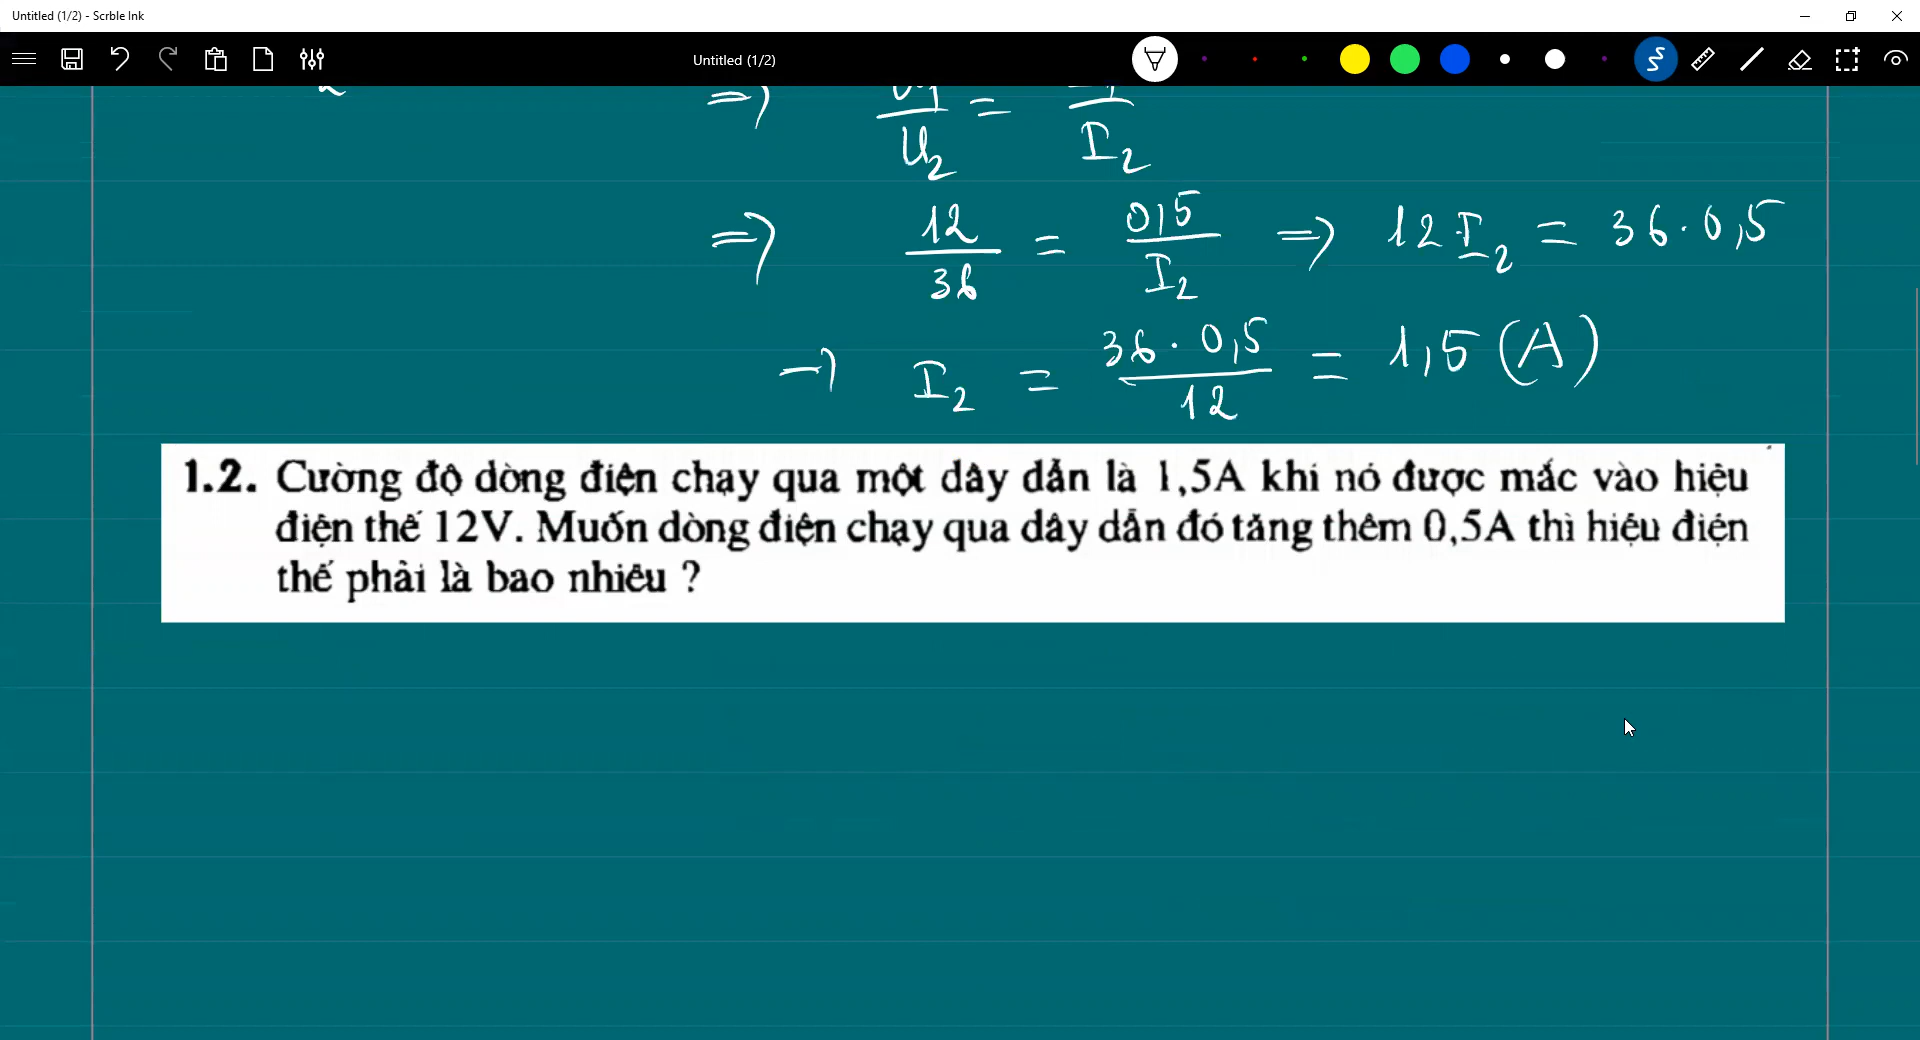 Untitled (1/2) - Scrble Ink
Untitled (1/2)
=> U₂ = I₂
=> 12/36 = 0,5/I₂ => 12 I₂ = 36 . 0,5
→ I₂ = 36 . 0,5/12 = 1,5 (A)
1.2. Cường độ dòng điện chạy qua một dây dẫn là 1,5A khi nó được mắc vào hiệu
điện thế 12V. Muốn dòng điện chạy qua dây dẫn đó tăng thêm 0,5A thì hiệu điện
thế phải là bao nhiêu ?